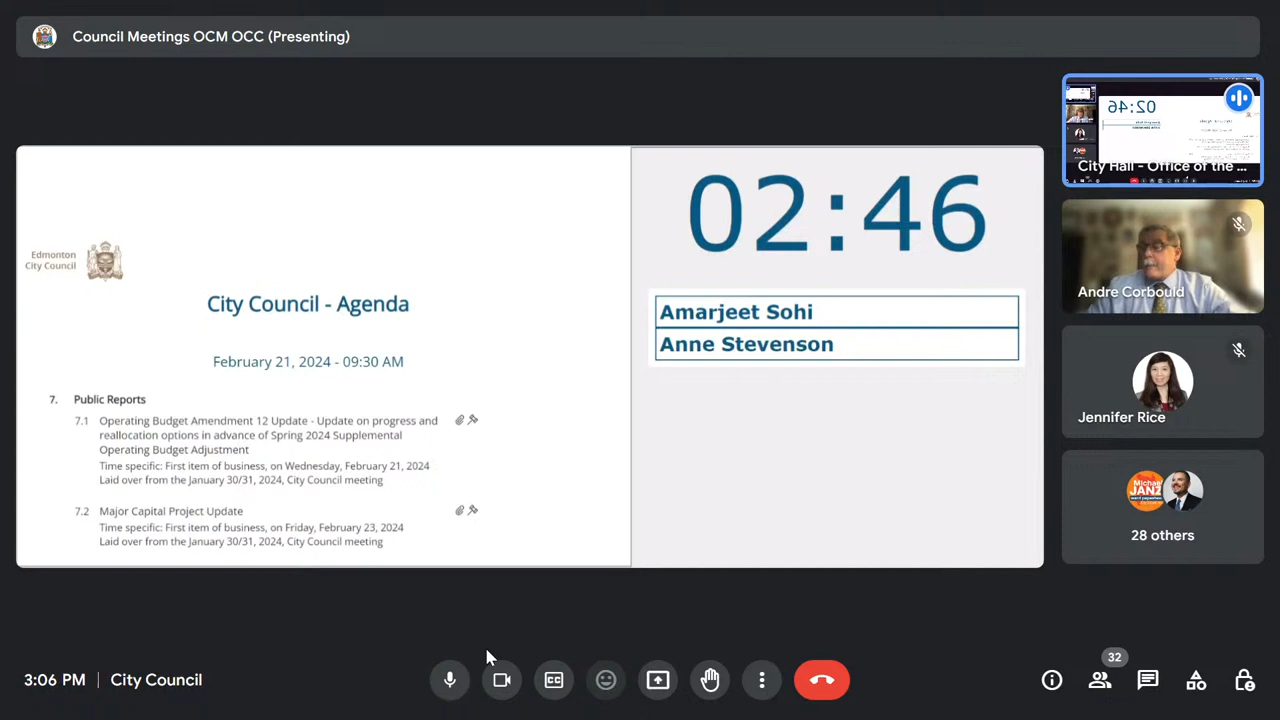 Council Meetings OCM OCC (Presenting)
Edmonton
City Council
City Council - Agenda
February 21, 2024 - 09:30 AM
7. Public Reports
7.1 Operating Budget Amendment 12 Update - Update on progress and
reallocation options in advance of Spring 2024 Supplemental
Operating Budget Adjustment
Time specific: First item of business, on Wednesday, February 21, 2024
Laid over from the January 30/31, 2024, City Council meeting
7.2 Major Capital Project Update
Time specific: First item of business, on Friday, February 23, 2024
Laid over from the January 30/31, 2024, City Council meeting
02:46
Amarjeet Sohi
Anne Stevenson
02:46
City Hall - Office of the ...
Andre Corbould
Jennifer Rice
Michael
JANZ
28 others
3:06 PM | City Council
CC
32